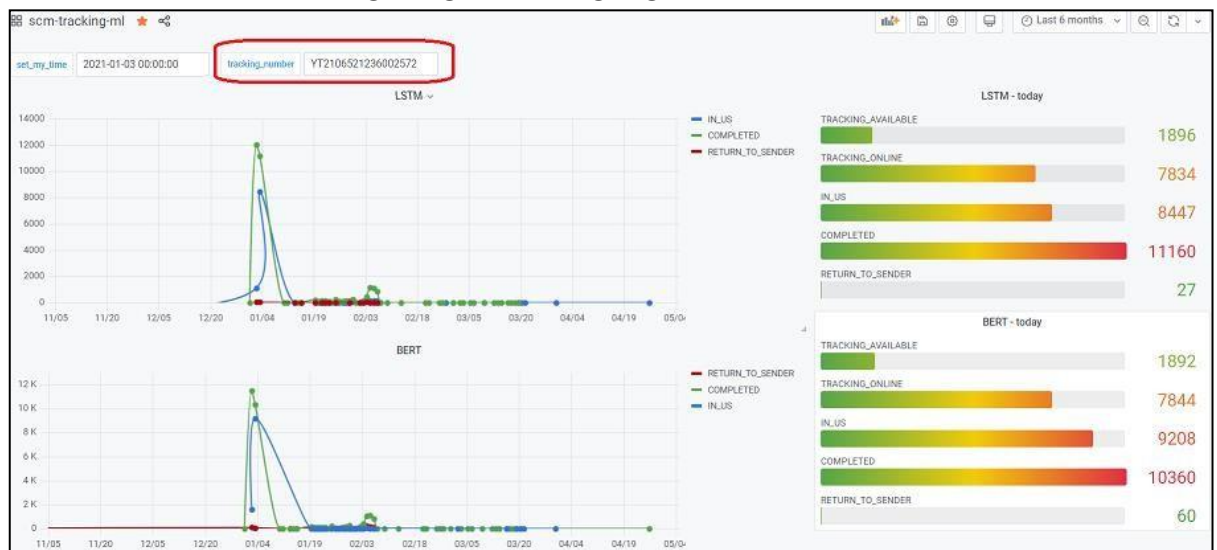 scm-tracking-ml
Last 6 months
set_my_time 2021-01-03 00:00:00 tracking_number YT2106521236002572
LSTM
14000
12000
10000
8000
6000
4000
2000
0
11/05 11/20 12/05 12/20 01/04 01/19 02/03 02/18 03/05 03/20 04/04 04/19 05/0
IN_US
COMPLETED
RETURN_TO_SENDER
LSTM - today
TRACKING_AVAILABLE
1896
TRACKING_ONLINE
7834
IN_US
8447
COMPLETED
11160
RETURN_TO_SENDER
27
BERT
12 K
10 K
8 K
6 K
4 K
2 K
0
11/05 11/20 12/05 12/20 01/04 01/19 02/03 02/18 03/05 03/20 04/04 04/19 05/0
RETURN_TO_SENDER
COMPLETED
IN_US
BERT - today
TRACKING_AVAILABLE
1892
TRACKING_ONLINE
7844
IN_US
9208
COMPLETED
10360
RETURN_TO_SENDER
60